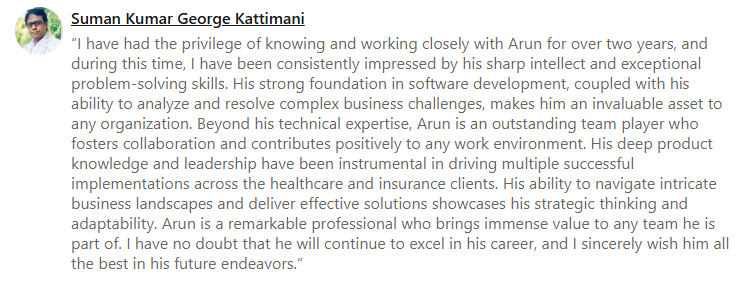 Suman Kumar George Kattimani
“I have had the privilege of knowing and working closely with Arun for over two years, and
during this time, I have been consistently impressed by his sharp intellect and exceptional
problem-solving skills. His strong foundation in software development, coupled with his
ability to analyze and resolve complex business challenges, makes him an invaluable asset to
any organization. Beyond his technical expertise, Arun is an outstanding team player who
fosters collaboration and contributes positively to any work environment. His deep product
knowledge and leadership have been instrumental in driving multiple successful
implementations across the healthcare and insurance clients. His ability to navigate intricate
business landscapes and deliver effective solutions showcases his strategic thinking and
adaptability. Arun is a remarkable professional who brings immense value to any team he is
part of. I have no doubt that he will continue to excel in his career, and I sincerely wish him all
the best in his future endeavors.”